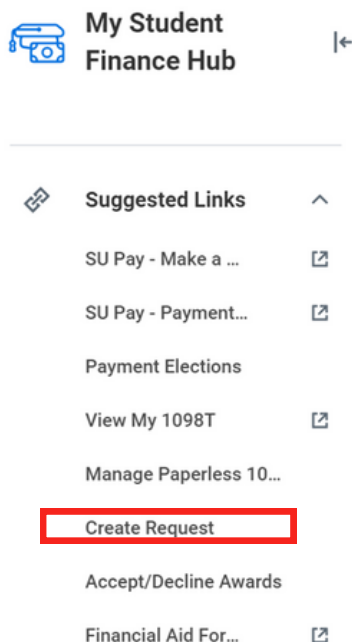 My Student
Finance Hub
Suggested Links
SU Pay - Make a ...
SU Pay - Payment...
Payment Elections
View My 1098T
Manage Paperless 10...
Create Request
Accept/Decline Awards
Financial Aid For...